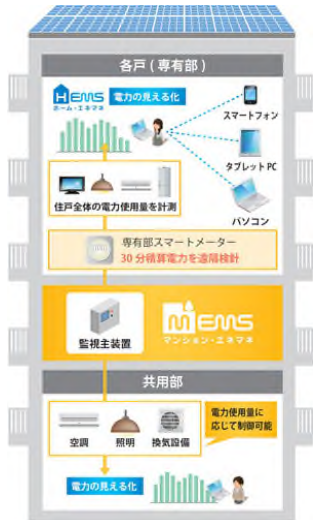 各戸(専有部)
HEMS
ホーム・エネマネ
電力の見える化
スマートフォン
タブレットPC
パソコン
住戸全体の電力使用量を計測
専有部スマートメーター
30分積算電力を遠隔検針
監視主装置
MEMS
マンション・エネマネ
共用部
空調
照明
換気設備
電力使用量に
応じて制御可能
電力の見える化